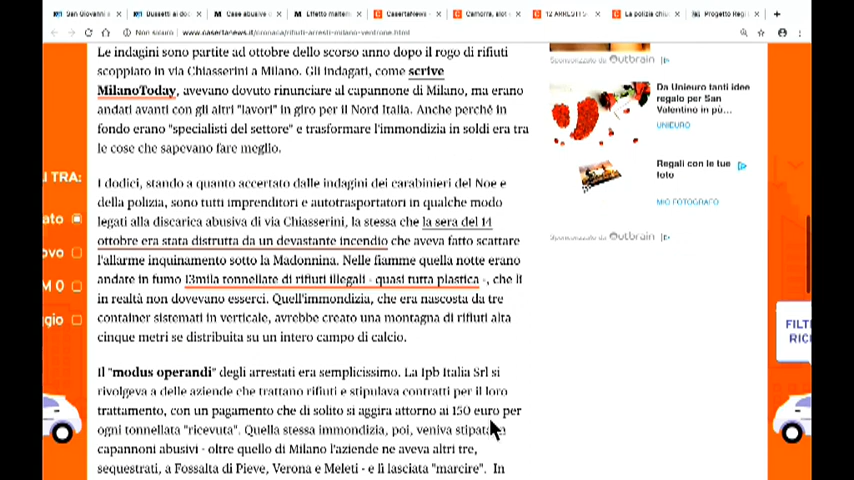 San Giovanni s
Bussetti ai doc
Case abusive d
Effetto malten
CasertaNews -
Camorra, slot -
12 ARRESTI
La polizia chiu
Progetto Regi
Non sicuro
www.casertanews.it/cronaca/rifiuti-arresti-milano-ventrone.html
Le indagini sono partite ad ottobre dello scorso anno dopo il rogo di rifiuti
scoppiato in via Chiasserini a Milano. Gli indagati, come scrive
MilanoToday, avevano dovuto rinunciare al capannone di Milano, ma erano
andati avanti con gli altri "lavori" in giro per il Nord Italia. Anche perché in
fondo erano "specialisti del settore" e trasformare l'immondizia in soldi era tra
le cose che sapevano fare meglio.
I dodici, stando a quanto accertato dalle indagini dei carabinieri del Noe e
della polizia, sono tutti imprenditori e autotrasportatori in qualche modo
legati alla discarica abusiva di via Chiasserini, la stessa che la sera del 14
ottobre era stata distrutta da un devastante incendio che aveva fatto scattare
l'allarme inquinamento sotto la Madonnina. Nelle fiamme quella notte erano
andate in fumo 13mila tonnellate di rifiuti illegali - quasi tutta plastica -, che lì
in realtà non dovevano esserci. Quell'immondizia, che era nascosta da tre
container sistemati in verticale, avrebbe creato una montagna di rifiuti alta
cinque metri se distribuita su un intero campo di calcio.
Il "modus operandi" degli arrestati era semplicissimo. La Ipb Italia Srl si
rivolgeva a delle aziende che trattano rifiuti e stipulava contratti per il loro
trattamento, con un pagamento che di solito si aggira attorno ai 150 euro per
ogni tonnellata "ricevuta". Quella stessa immondizia, poi, veniva stipata
capannoni abusivi - oltre quello di Milano l'aziende ne aveva altri tre,
sequestrati, a Fossalta di Pieve, Verona e Meleti - e lì lasciata "marcire". In
I TRA:
ato
ovo
M 0
ggio
Sponsorizzato da Outbrain
Da Unieuro tanti idee
regalo per San
Valentino in pù...
UNIEURO
Regali con le tue
foto
MIO FOTOGRAFO
Sponsorizzato da Outbrain
FILT
RIC